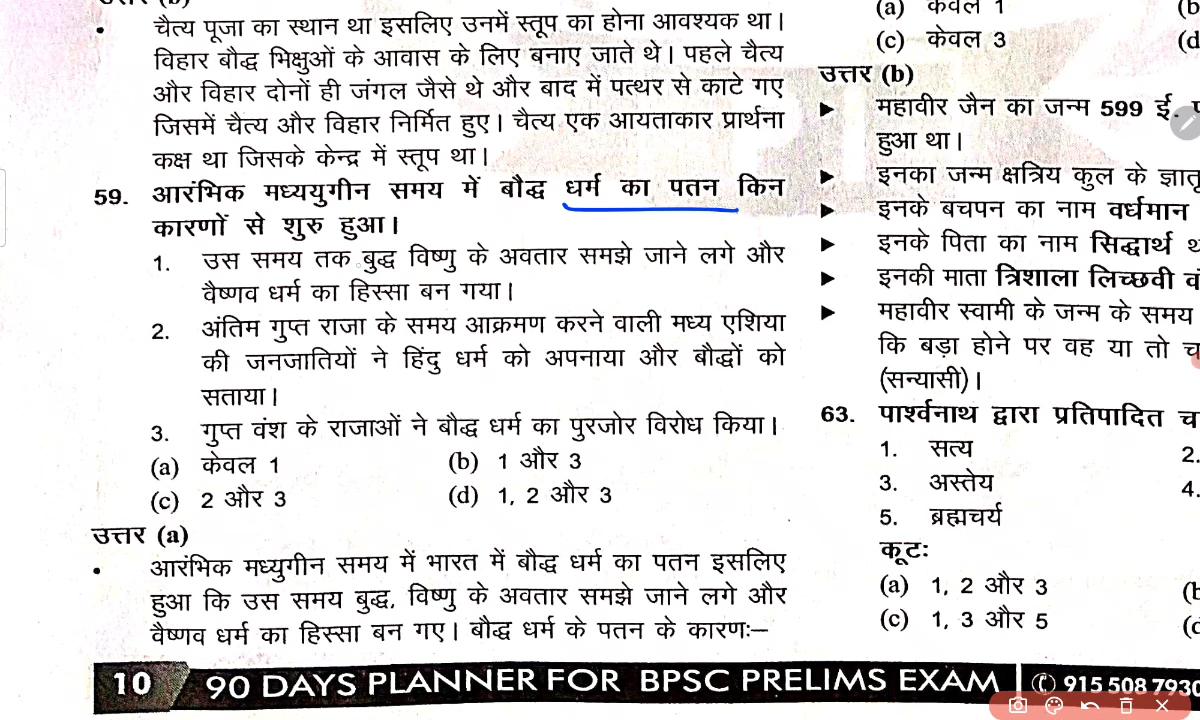 उत्तर (b)
• चैत्य पूजा का स्थान था इसलिए उनमें स्तूप का होना आवश्यक था।
विहार बौद्ध भिक्षुओं के आवास के लिए बनाए जाते थे। पहले चैत्य
और विहार दोनों ही जंगल जैसे थे और बाद में पत्थर से काटे गए
जिसमें चैत्य और विहार निर्मित हुए। चैत्य एक आयताकार प्रार्थना
कक्ष था जिसके केन्द्र में स्तूप था।
59. आरंभिक मध्ययुगीन समय में बौद्ध धर्म का पतन किन
कारणों से शुरु हुआ।
1. उस समय तक बुद्ध विष्णु के अवतार समझे जाने लगे और
वैष्णव धर्म का हिस्सा बन गया।
2. अंतिम गुप्त राजा के समय आक्रमण करने वाली मध्य एशिया
की जनजातियों ने हिंदु धर्म को अपनाया और बौद्धों को
सताया।
3. गुप्त वंश के राजाओं ने बौद्ध धर्म का पुरजोर विरोध किया।
(a) केवल 1 (b) 1 और 3
(c) 2 और 3 (d) 1, 2 और 3
उत्तर (a)
• आरंभिक मध्युगीन समय में भारत में बौद्ध धर्म का पतन इसलिए
हुआ कि उस समय बुद्ध, विष्णु के अवतार समझे जाने लगे और
वैष्णव धर्म का हिस्सा बन गए। बौद्ध धर्म के पतन के कारणः–
(a) केवल 1 (b
(c) केवल 3 (d
उत्तर (b)
► महावीर जैन का जन्म 599 ई.
हुआ था।
► इनका जन्म क्षत्रिय कुल के ज्ञातृ
► इनके बचपन का नाम वर्धमान
► इनके पिता का नाम सिद्धार्थ
► इनकी माता त्रिशाला लिच्छवी
► महावीर स्वामी के जन्म के समय
कि बड़ा होने पर वह या तो
(सन्यासी)।
63. पार्श्वनाथ द्वारा प्रतिपादित
1. सत्य 2.
3. अस्तेय 4.
5. ब्रह्मचर्य
कूटः
(a) 1, 2 और 3
(c) 1, 3 और 5
10 90 DAYS PLANNER FOR BPSC PRELIMS EXAM ✆ 915 508 7930